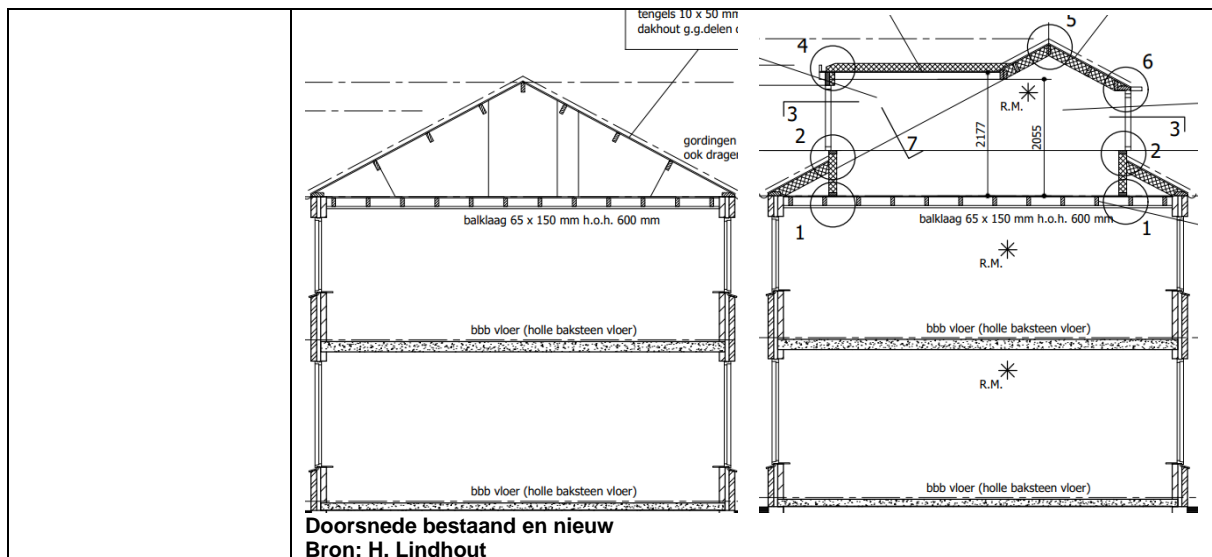 tengels 10 x 50 mm
dakhout g.g.delen
gordingen
ook drager
balklaag 65 x 150 mm h.o.h. 600 mm
bbb vloer (holle baksteen vloer)
bbb vloer (holle baksteen vloer)
5
4
6
R.M.
3
3
2
7
2177
2055
2
1
balklaag 65 x 150 mm h.o.h. 600 mm
1
R.M.
bbb vloer (holle baksteen vloer)
R.M.
bbb vloer (holle baksteen vloer)
Doorsnede bestaand en nieuw
Bron: H. Lindhout